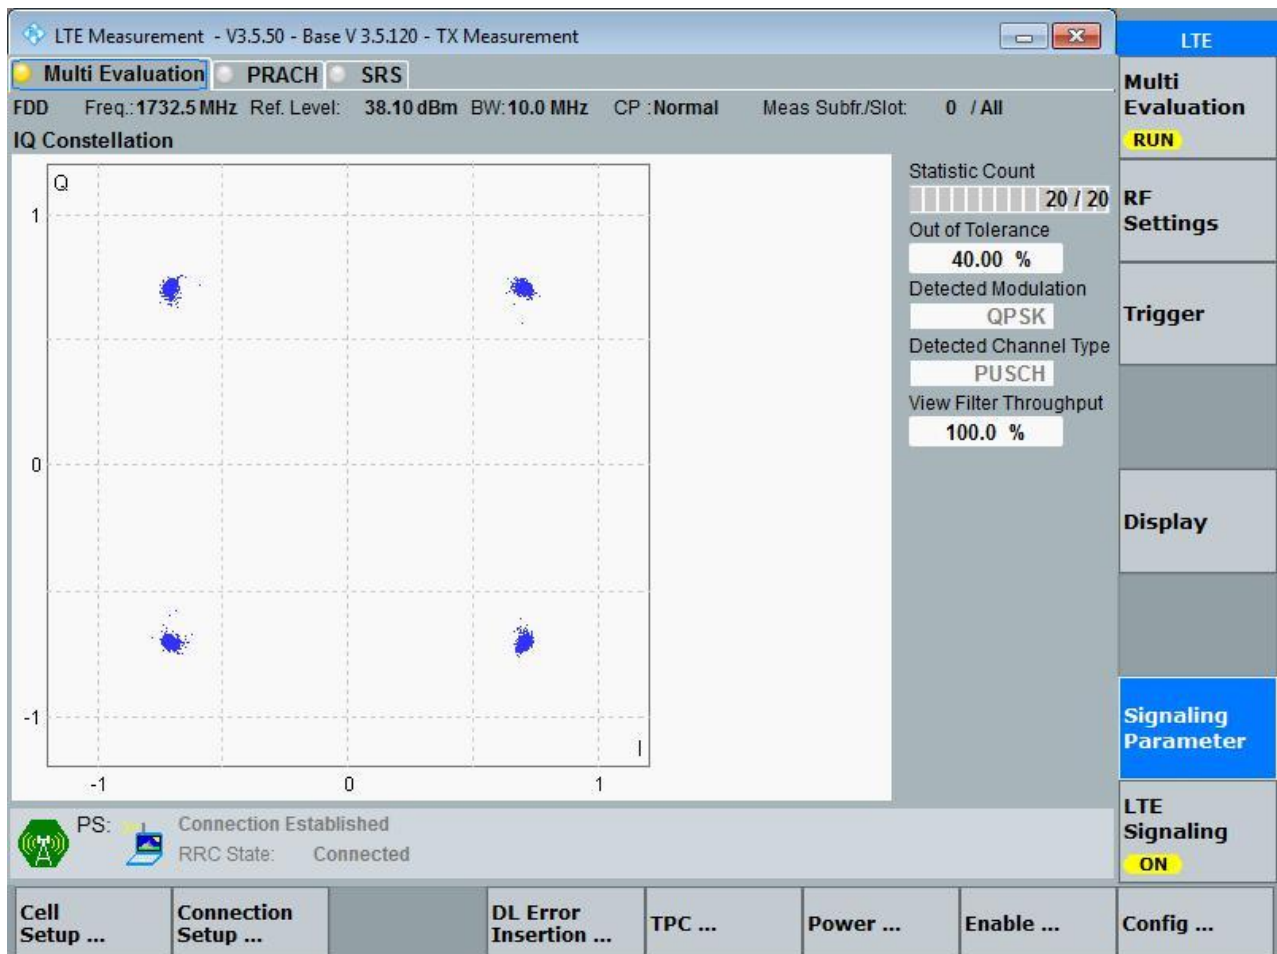 LTE Measurement - V3.5.50 - Base V 3.5.120 - TX Measurement
LTE
Multi Evaluation PRACH SRS
FDD Freq.: 1732.5 MHz Ref. Level: 38.10 dBm BW: 10.0 MHz CP : Normal Meas Subfr./Slot: 0 / All
IQ Constellation
Q
1
0
-1
I
-1 0 1
Statistic Count
20 / 20
Out of Tolerance
40.00 %
Detected Modulation
QPSK
Detected Channel Type
PUSCH
View Filter Throughput
100.0 %
Multi
Evaluation
RUN
RF
Settings
Trigger
Display
Signaling
Parameter
LTE
Signaling
ON
PS: Connection Established
RRC State: Connected
Cell
Setup ...
Connection
Setup ...
DL Error
Insertion ...
TPC ...
Power ...
Enable ...
Config ...